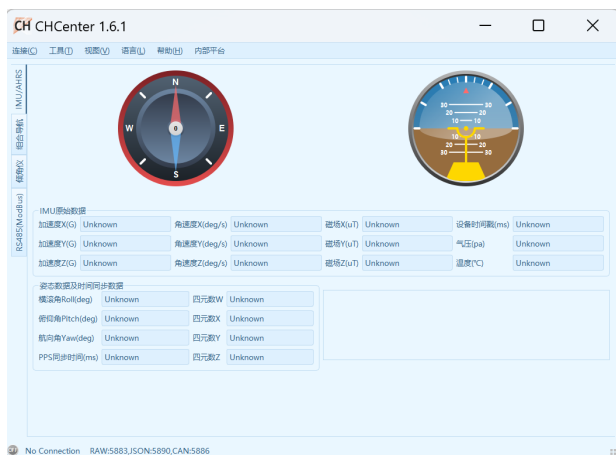 CH CHCenter 1.6.1
连接(C) 工具(T) 视图(V) 语言(L) 帮助(H) 内部平台
IMU/AHRS
组合导航
倾角仪
RS485(ModBus)
N
W 0 E
S
30 30
20 20
10 10
10 10
20 20
30 30
IMU原始数据
加速度X(G) Unknown 角速度X(deg/s) Unknown 磁场X(uT) Unknown 设备时间戳(ms) Unknown
加速度Y(G) Unknown 角速度Y(deg/s) Unknown 磁场Y(uT) Unknown 气压(pa) Unknown
加速度Z(G) Unknown 角速度Z(deg/s) Unknown 磁场Z(uT) Unknown 温度(℃) Unknown
姿态数据及时间同步数据
横滚角Roll(deg) Unknown 四元数W Unknown
俯仰角Pitch(deg) Unknown 四元数X Unknown
航向角Yaw(deg) Unknown 四元数Y Unknown
PPS同步时间(ms) Unknown 四元数Z Unknown
No Connection RAW:5883,JSON:5890,CAN:5886